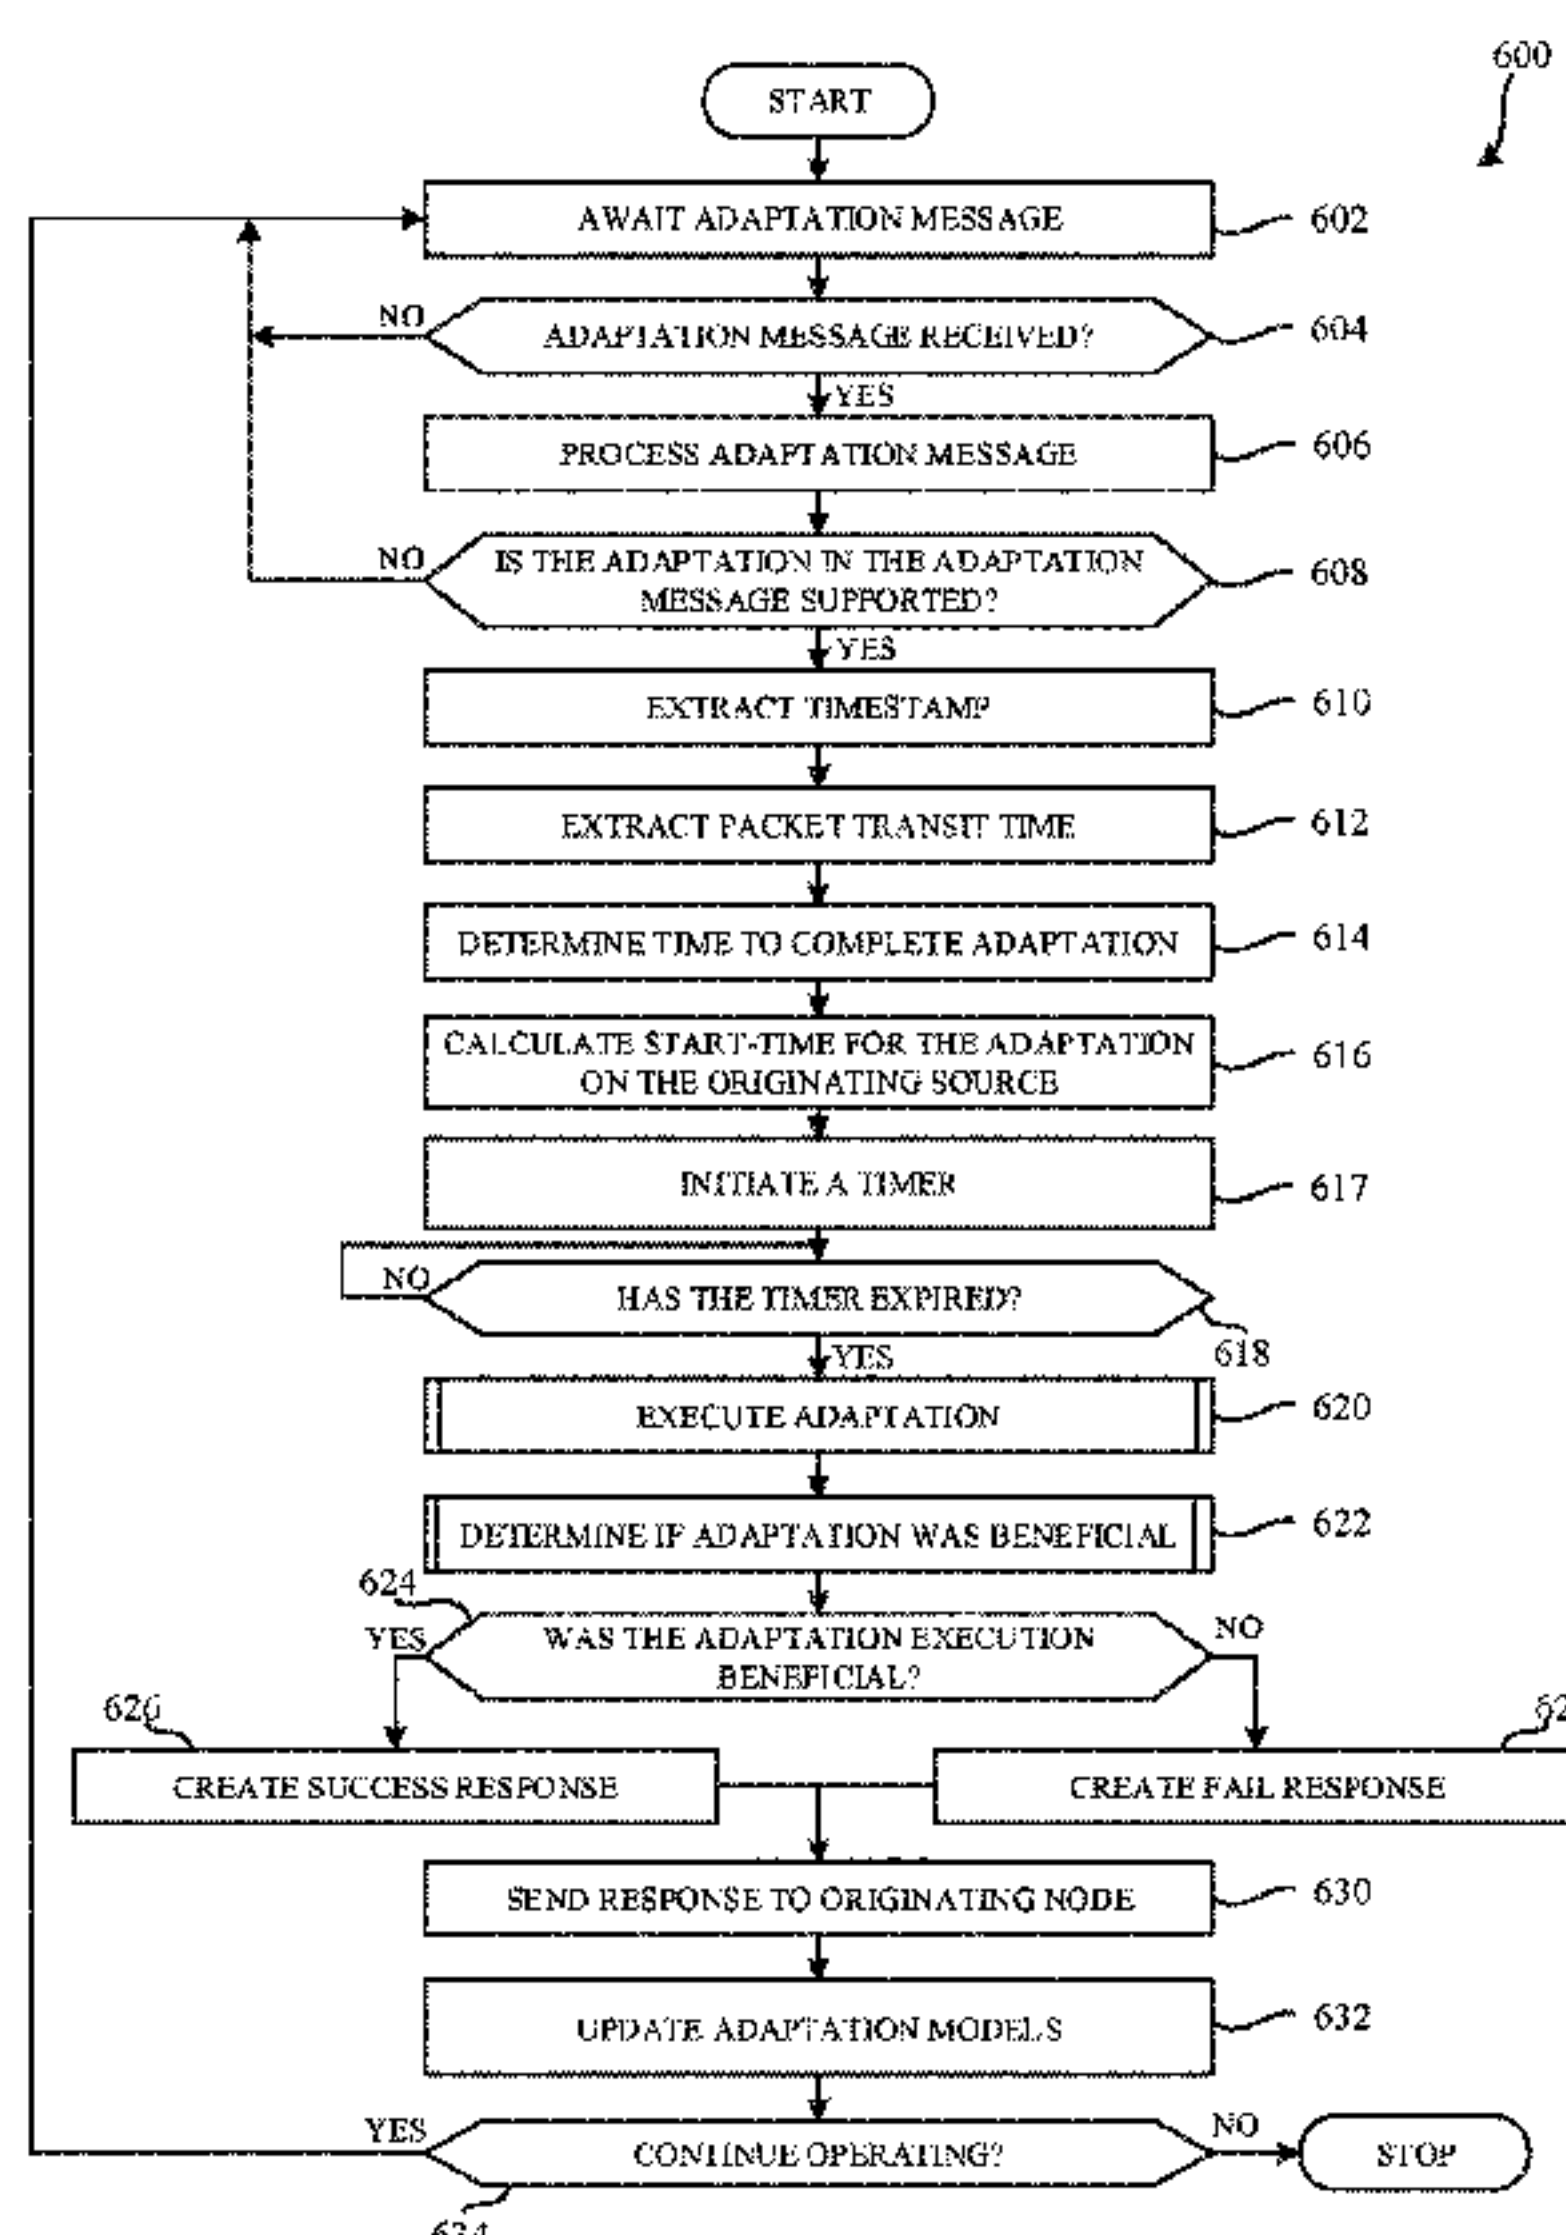 600
START
AWAIT ADAPTATION MESSAGE
602
NO
ADAPTATION MESSAGE RECEIVED?
604
YES
PROCESS ADAPTATION MESSAGE
606
NO
IS THE ADAPTATION IN THE ADAPTATION
MESSAGE SUPPORTED?
608
YES
EXTRACT TIMESTAMP
610
EXTRACT PACKET TRANSIT TIME
612
DETERMINE TIME TO COMPLETE ADAPTATION
614
CALCULATE START-TIME FOR THE ADAPTATION
ON THE ORIGINATING SOURCE
616
INITIATE A TIMER
617
NO
HAS THE TIMER EXPIRED?
618
YES
EXECUTE ADAPTATION
620
DETERMINE IF ADAPTATION WAS BENEFICIAL
622
624
YES
WAS THE ADAPTATION EXECUTION
BENEFICIAL?
NO
626
CREATE SUCCESS RESPONSE
CREATE FAIL RESPONSE
SEND RESPONSE TO ORIGINATING NODE
630
UPDATE ADAPTATION MODELS
632
YES
CONTINUE OPERATING?
NO
STOP
634